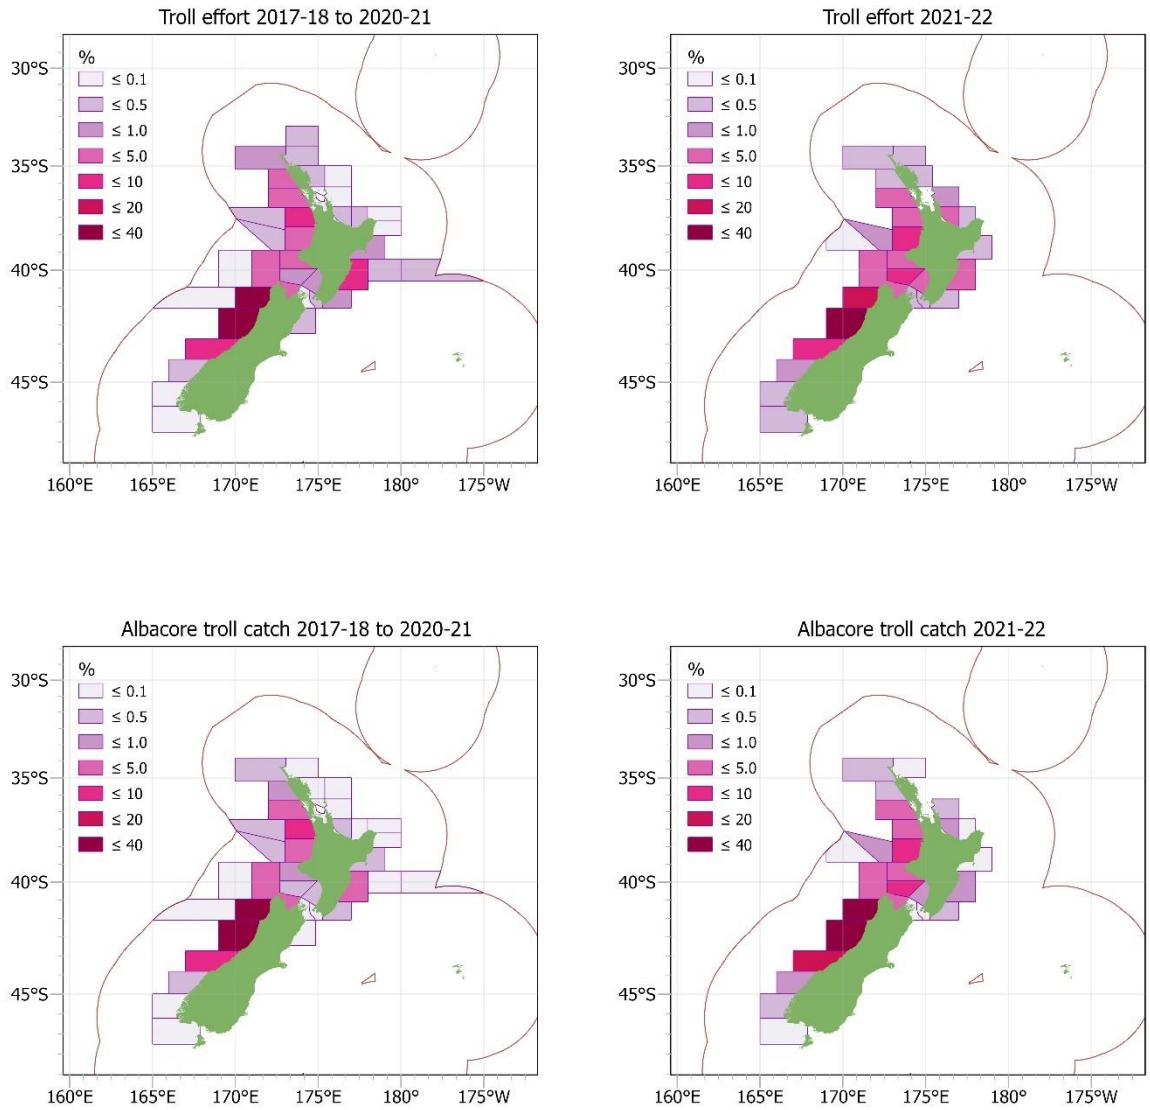 Troll effort 2017-18 to 2020-21
%
≤ 0.1
≤ 0.5
≤ 1.0
≤ 5.0
≤ 10
≤ 20
≤ 40
30°S
35°S
40°S
45°S
160°E 165°E 170°E 175°E 180° 175°W
Troll effort 2021-22
%
≤ 0.1
≤ 0.5
≤ 1.0
≤ 5.0
≤ 10
≤ 20
≤ 40
30°S
35°S
40°S
45°S
160°E 165°E 170°E 175°E 180° 175°W
Albacore troll catch 2017-18 to 2020-21
%
≤ 0.1
≤ 0.5
≤ 1.0
≤ 5.0
≤ 10
≤ 20
≤ 40
30°S
35°S
40°S
45°S
160°E 165°E 170°E 175°E 180° 175°W
Albacore troll catch 2021-22
%
≤ 0.1
≤ 0.5
≤ 1.0
≤ 5.0
≤ 10
≤ 20
≤ 40
30°S
35°S
40°S
45°S
160°E 165°E 170°E 175°E 180° 175°W